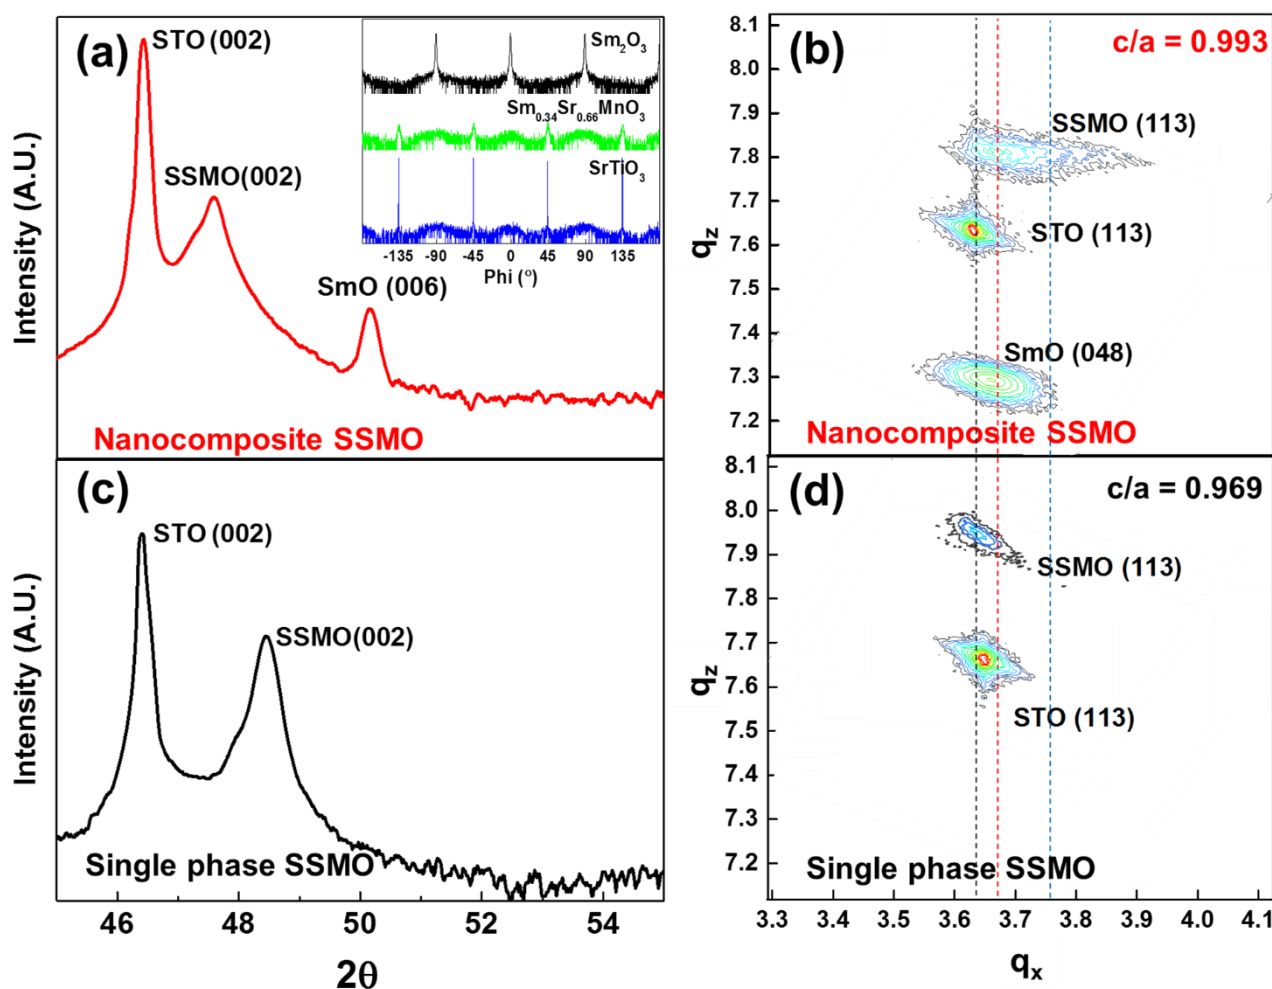 (a)
STO (002)
SSMO(002)
SmO (006)
Nanocomposite SSMO
Intensity (A.U.)
Sm₂O₃
Sm₀.₃₄Sr₀.₆₆MnO₃
SrTiO₃
-135 -90 -45 0 45 90 135
Phi (°)
(b)
c/a = 0.993
SSMO (113)
STO (113)
SmO (048)
Nanocomposite SSMO
8.1
8.0
7.9
7.8
7.7
7.6
7.5
7.4
7.3
7.2
q_z
(c)
STO (002)
SSMO(002)
Single phase SSMO
Intensity (A.U.)
46 48 50 52 54
2θ
(d)
c/a = 0.969
SSMO (113)
STO (113)
Single phase SSMO
8.1
8.0
7.9
7.8
7.7
7.6
7.5
7.4
7.3
7.2
q_z
3.3 3.4 3.5 3.6 3.7 3.8 3.9 4.0 4.1
qₓ